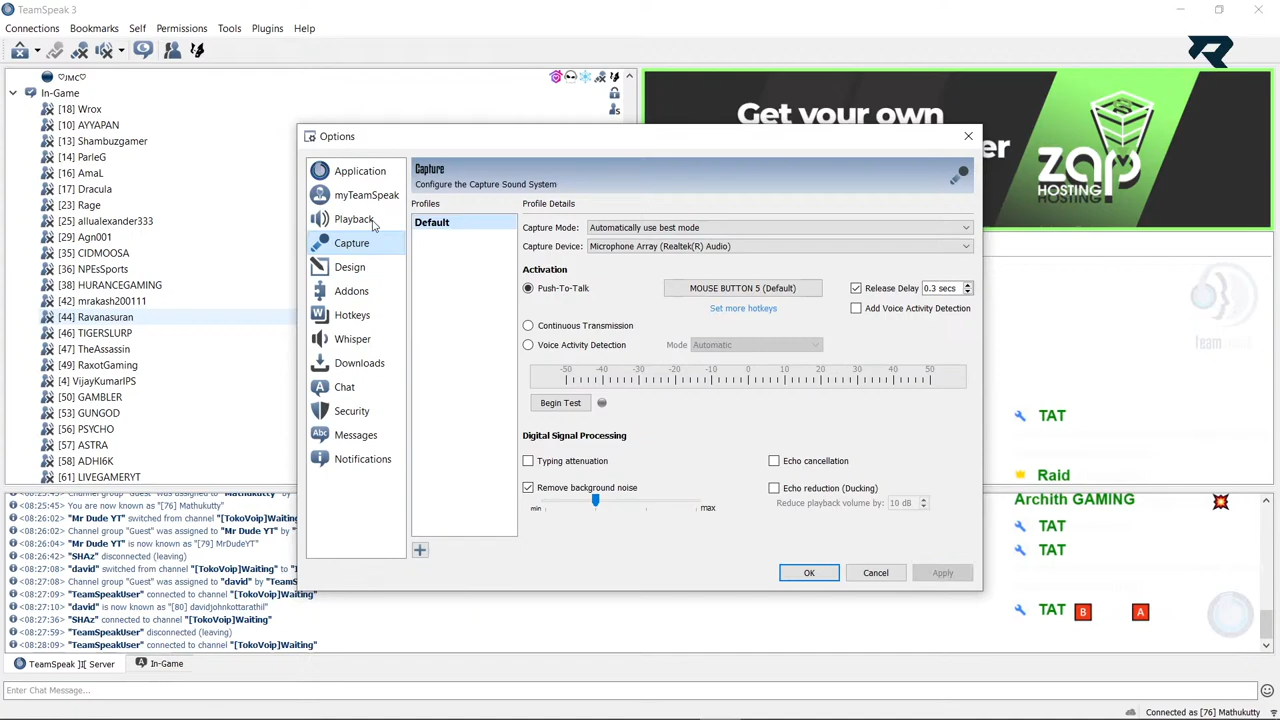 TeamSpeak 3
Connections Bookmarks Self Permissions Tools Plugins Help
♡JMC♡
In-Game
[18] Wrox
[10] AYYAPAN
[13] Shambuzgamer
[14] ParleG
[16] AmaL
[17] Dracula
[23] Rage
[25] allualexander333
[29] Agn001
[35] CIDMOOSA
[36] NPEsSports
[38] HURANCEGAMING
[42] mrakash200111
[44] Ravanasuran
[46] TIGERSLURP
[47] TheAssassin
[49] RaxotGaming
[4] VijayKumarIPS
[50] GAMBLER
[53] GUNGOD
[56] PSYCHO
[57] ASTRA
[58] ADHI6K
[61] LIVEGAMERYT
Get your own
er
ZAP
HOSTING
Options
Application
myTeamSpeak
Playback
Capture
Design
Addons
Hotkeys
Whisper
Downloads
Chat
Security
Messages
Notifications
Capture
Configure the Capture Sound System
Profiles
Default
Profile Details
Capture Mode: Automatically use best mode
Capture Device: Microphone Array (Realtek(R) Audio)
Activation
Push-To-Talk MOUSE BUTTON 5 (Default) Release Delay 0.3 secs
Set more hotkeys Add Voice Activity Detection
Continuous Transmission
Voice Activity Detection Mode Automatic
-50 -40 -30 -20 -10 0 10 20 30 40 50
Begin Test
Digital Signal Processing
Typing attenuation Echo cancellation
Remove background noise Echo reduction (Ducking)
min max Reduce playback volume by: 10 dB
OK Cancel Apply
TAT
Raid
Archith GAMING
TAT
TAT
TAT B A
<08:25:45> Channel group "Guest" was assigned to "Mathukutty" by
You are now known as "[76] Mathukutty"
<08:26:02> "Mr Dude YT" switched from channel "[TokoVoip]Waiting
Channel group "Guest" was assigned to "Mr Dude YT" by "T
<08:26:04> "Mr Dude YT" is now known as "[79] MrDudeYT"
<08:26:42> "SHAz" disconnected (leaving)
<08:27:08> "david" switched from channel "[TokoVoip]Waiting
<08:27:08> Channel group "Guest" was assigned to "david" by "TeamS
<08:27:09> "TeamSpeakUser" connected to channel "[TokoVoip]Waiting"
<08:27:10> "david" is now known as "[80] davidjohnkottarathil"
<08:27:36> "SHAz" connected to channel "[TokoVoip]Waiting"
<08:27:59> "TeamSpeakUser" disconnected (leaving)
<08:28:09> "TeamSpeakUser" connected to channel "[TokoVoip]Waiting"
TeamSpeak ]I[ Server In-Game
Enter Chat Message...
Connected as [76] Mathukutty